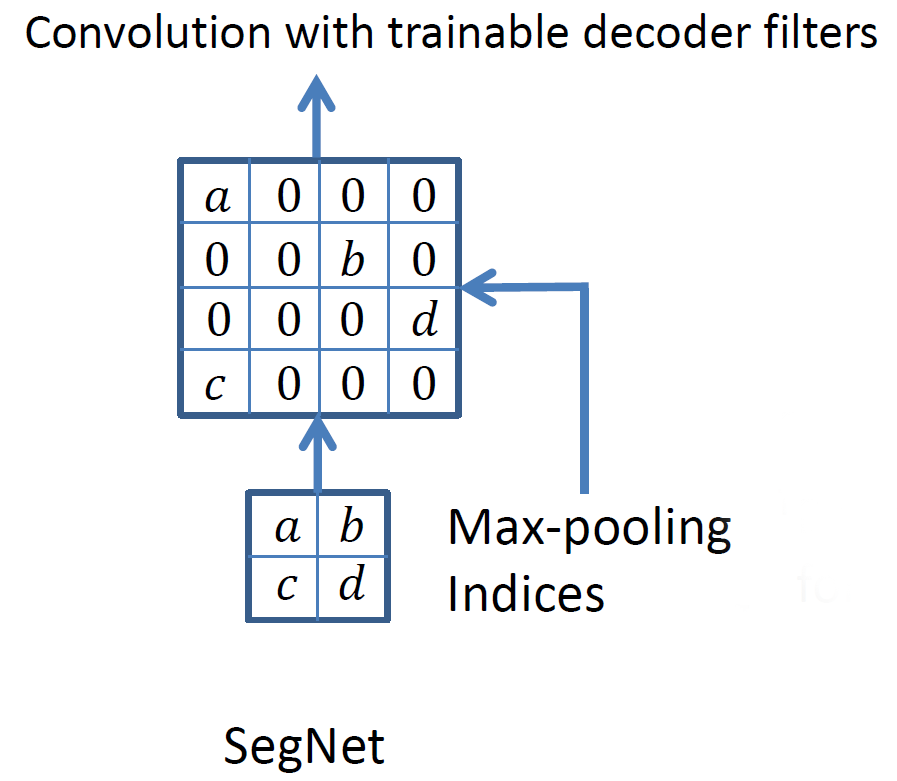 Convolution with trainable decoder filters
a 0 0 0
0 0 b 0
0 0 0 d
c 0 0 0
a b
c d
Max-pooling
Indices
SegNet